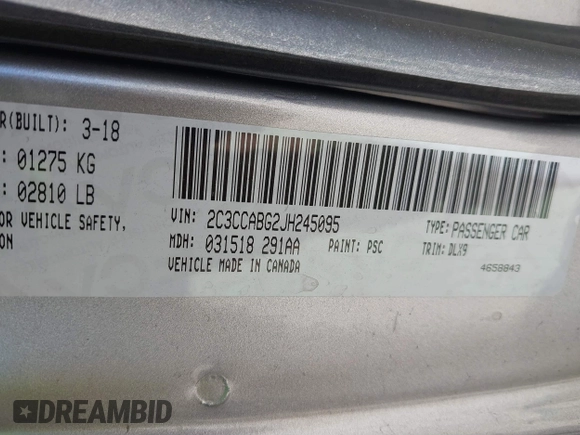 R(BUILT): 3-18
: 01275 KG
: 02810 LB
OR VEHICLE SAFETY,
ION
VIN: 2C3CCABG2JH245095
TYPE: PASSENGER CAR
MDH: 031518 291AA PAINT: PSC TRIM: DLX9
VEHICLE MADE IN CANADA
4658843
DREAMBID